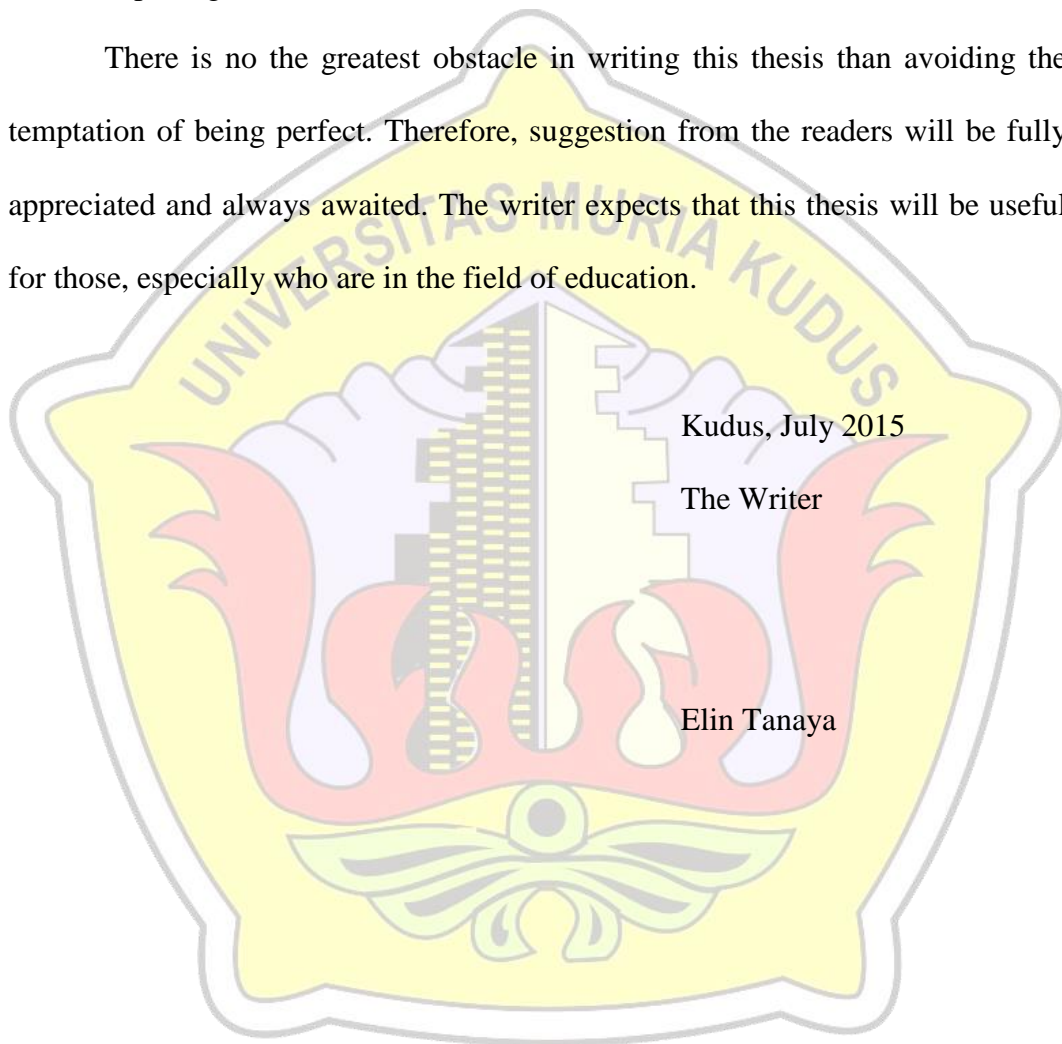 There is no the greatest obstacle in writing this thesis than avoiding the
temptation of being perfect. Therefore, suggestion from the readers will be fully
appreciated and always awaited. The writer expects that this thesis will be useful
for those, especially who are in the field of education.
UNIVERSITAS MURIA KUDUS
Kudus, July 2015
The Writer
Elin Tanaya